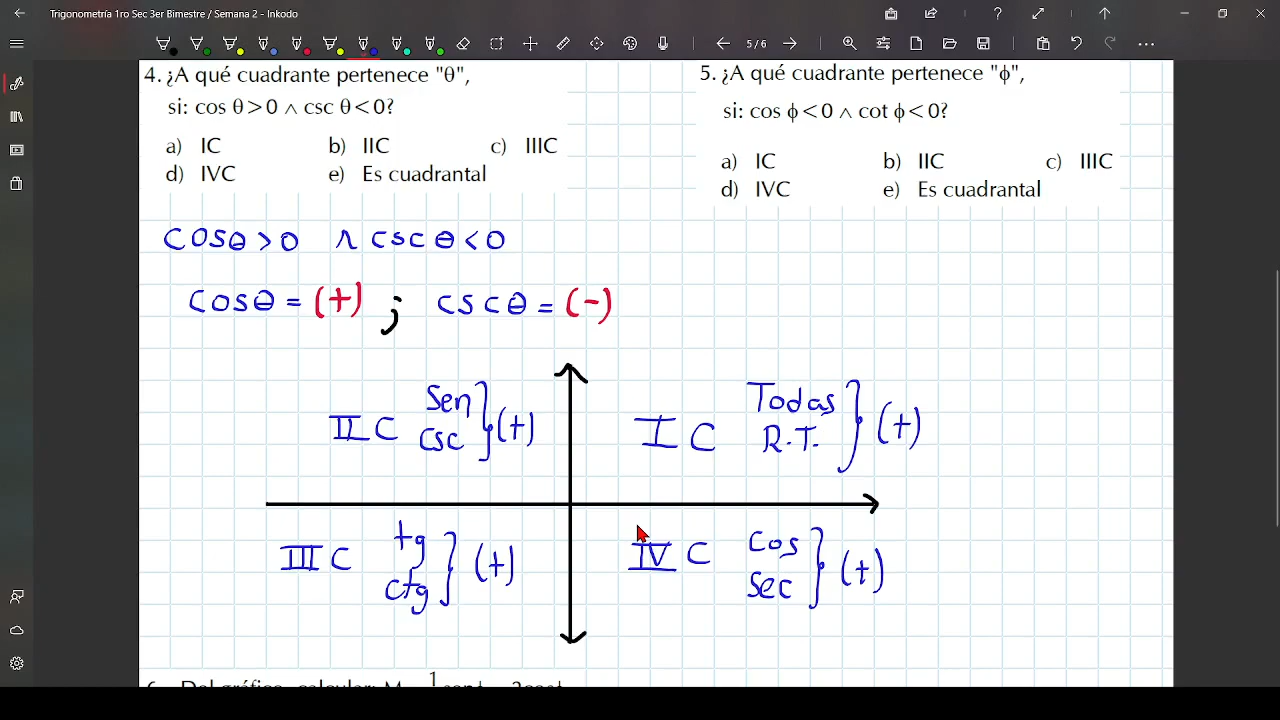 Trigonometría 1ro Sec 3er Bimestre / Semana 2 - Inkodo
5/6
4. ¿A qué cuadrante pertenece "θ",
si: cos θ > 0 ∧ csc θ < 0?
a) IC b) IIC c) IIIC
d) IVC e) Es cuadrantal
5. ¿A qué cuadrante pertenece "ϕ",
si: cos ϕ < 0 ∧ cot ϕ < 0?
a) IC b) IIC c) IIIC
d) IVC e) Es cuadrantal
cosθ > 0 ∧ cscθ < 0
cosθ = (+) ; cscθ = (-)
II C Sen
Csc } (+)
I C Todas
R.T. } (+)
III C tg
ctg } (+)
IV C Cos
Sec } (+)